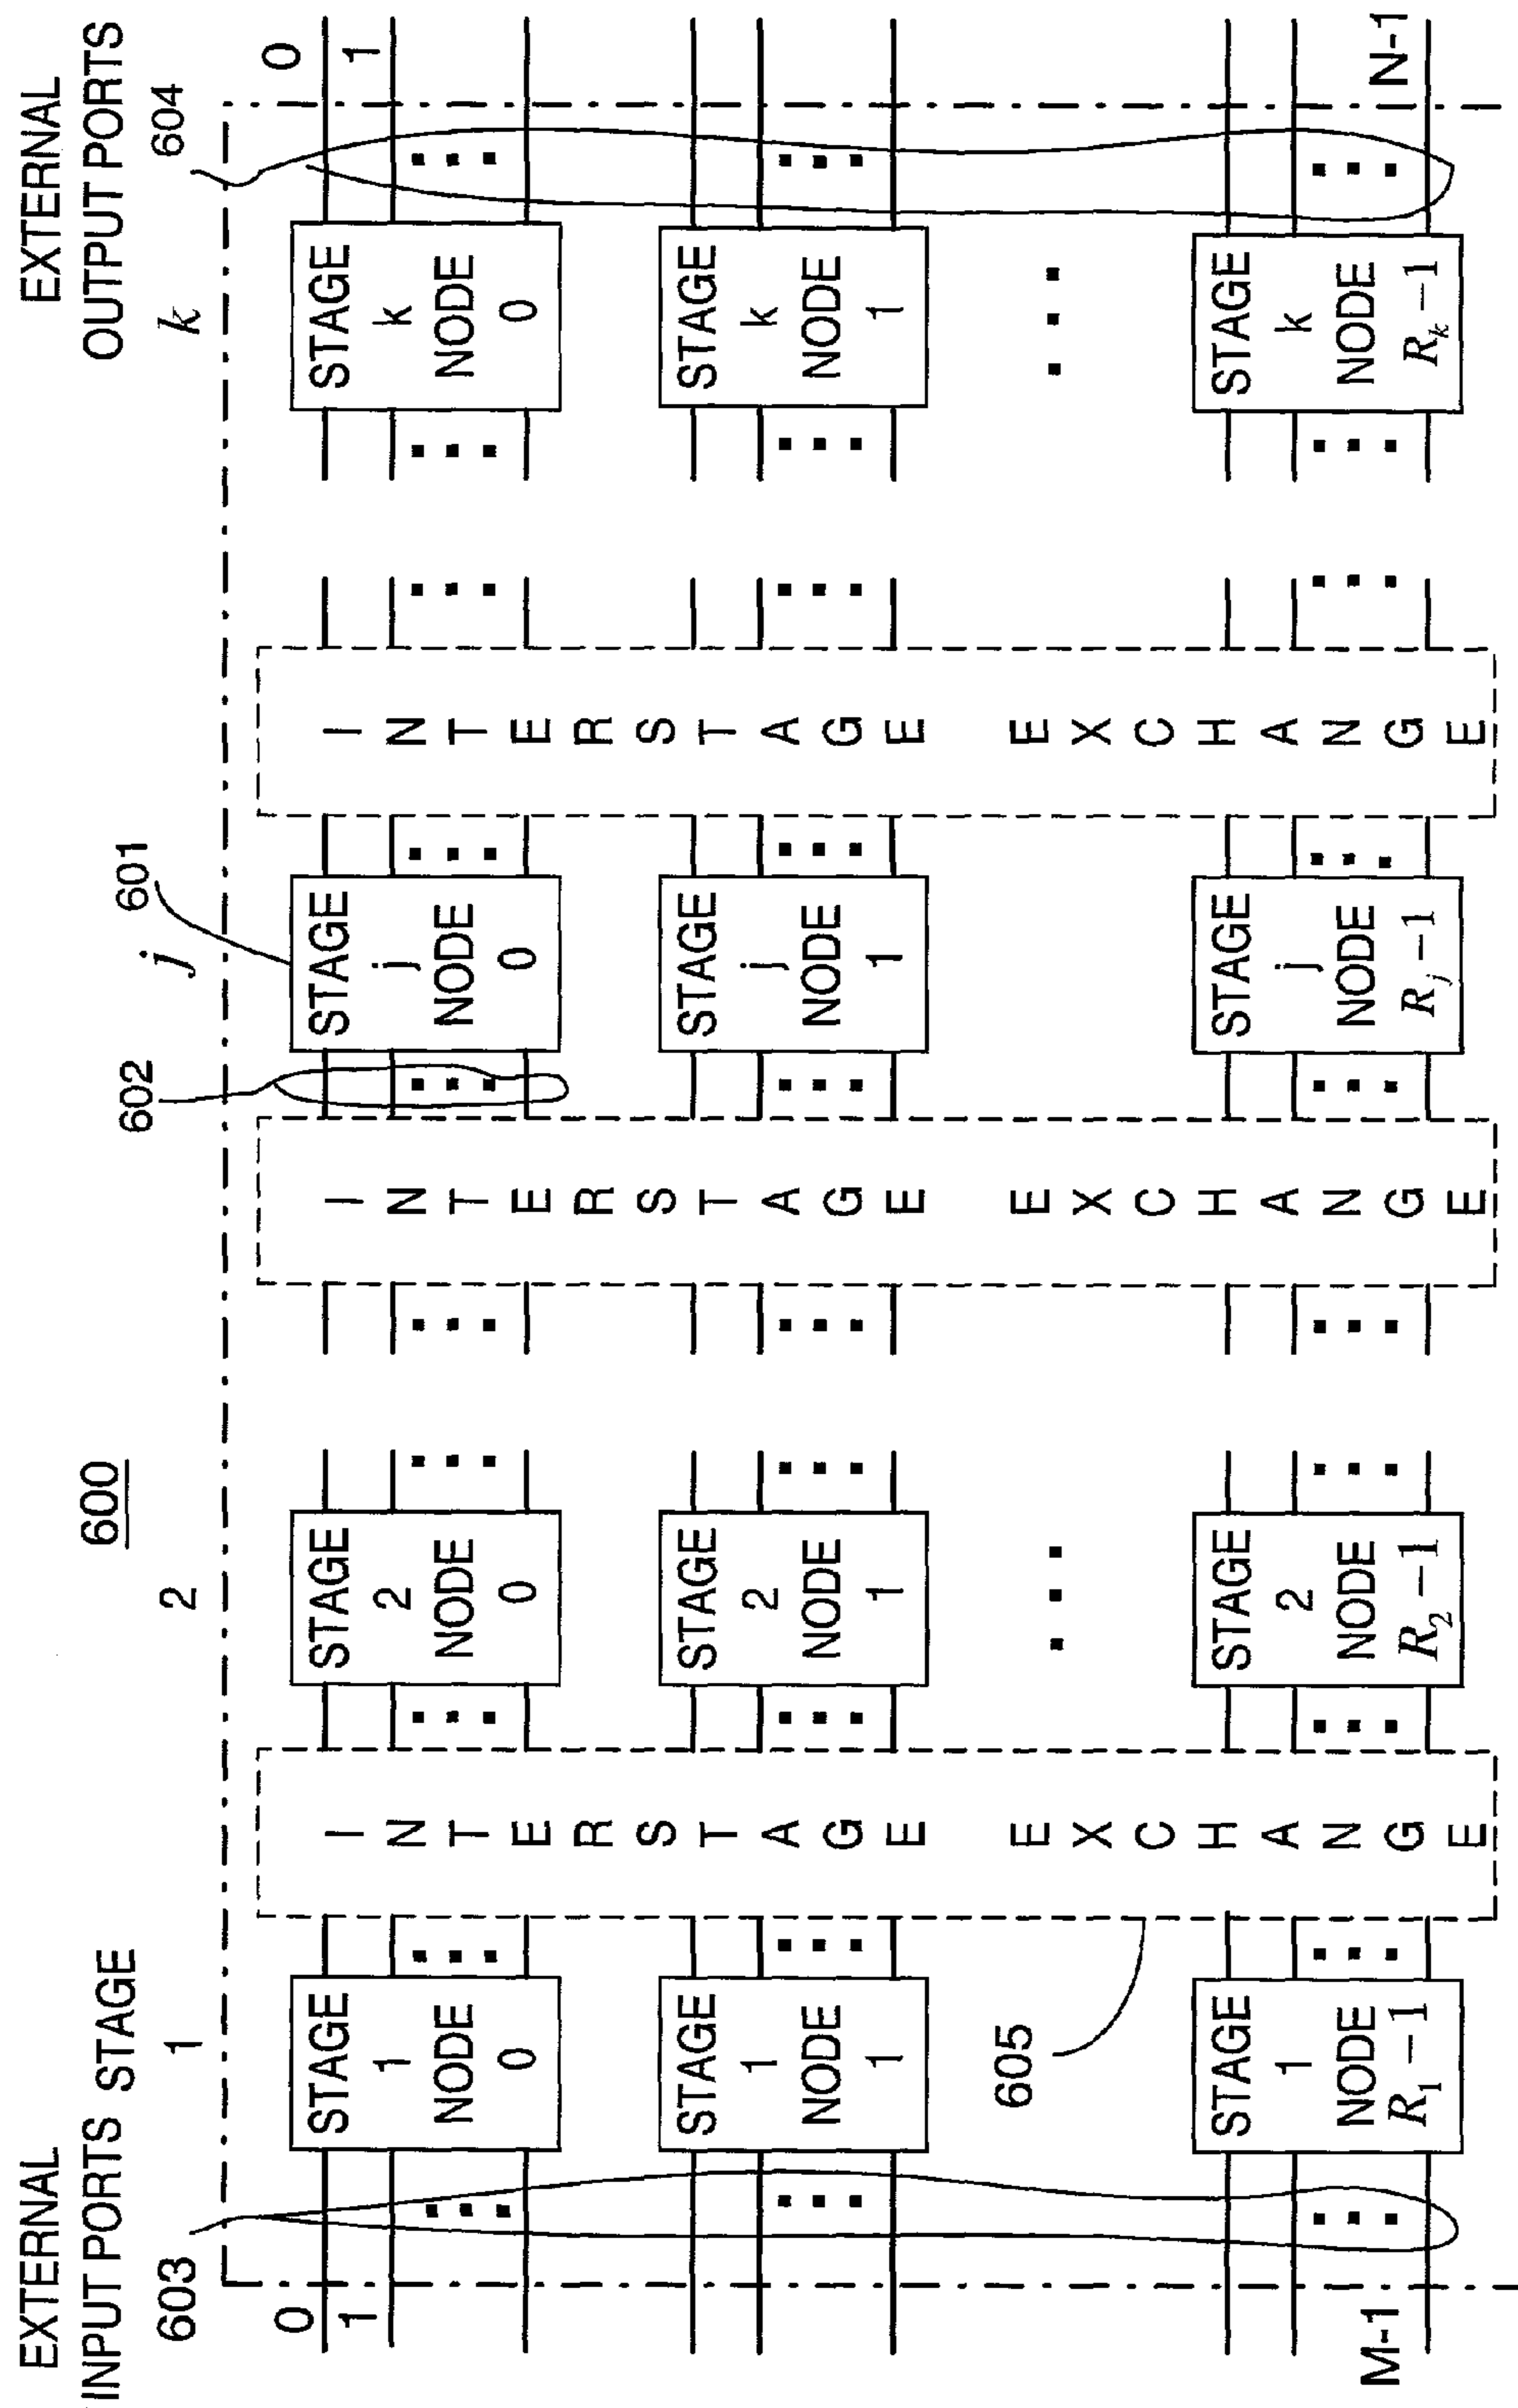 EXTERNAL
INPUT PORTS STAGE
EXTERNAL
OUTPUT PORTS
600
1
2
j
k
603
602
601
604
0
1
0
1
STAGE
1
NODE
0
STAGE
2
NODE
0
STAGE
j
NODE
0
STAGE
k
NODE
0
STAGE
1
NODE
1
STAGE
2
NODE
1
STAGE
j
NODE
1
STAGE
k
NODE
1
605
STAGE
1
NODE
R₁−1
STAGE
2
NODE
R₂−1
STAGE
j
NODE
Rⱼ−1
STAGE
k
NODE
Rₖ−1
INTERSTAGE EXCHANGE
INTERSTAGE EXCHANGE
INTERSTAGE EXCHANGE
M-1
N-1